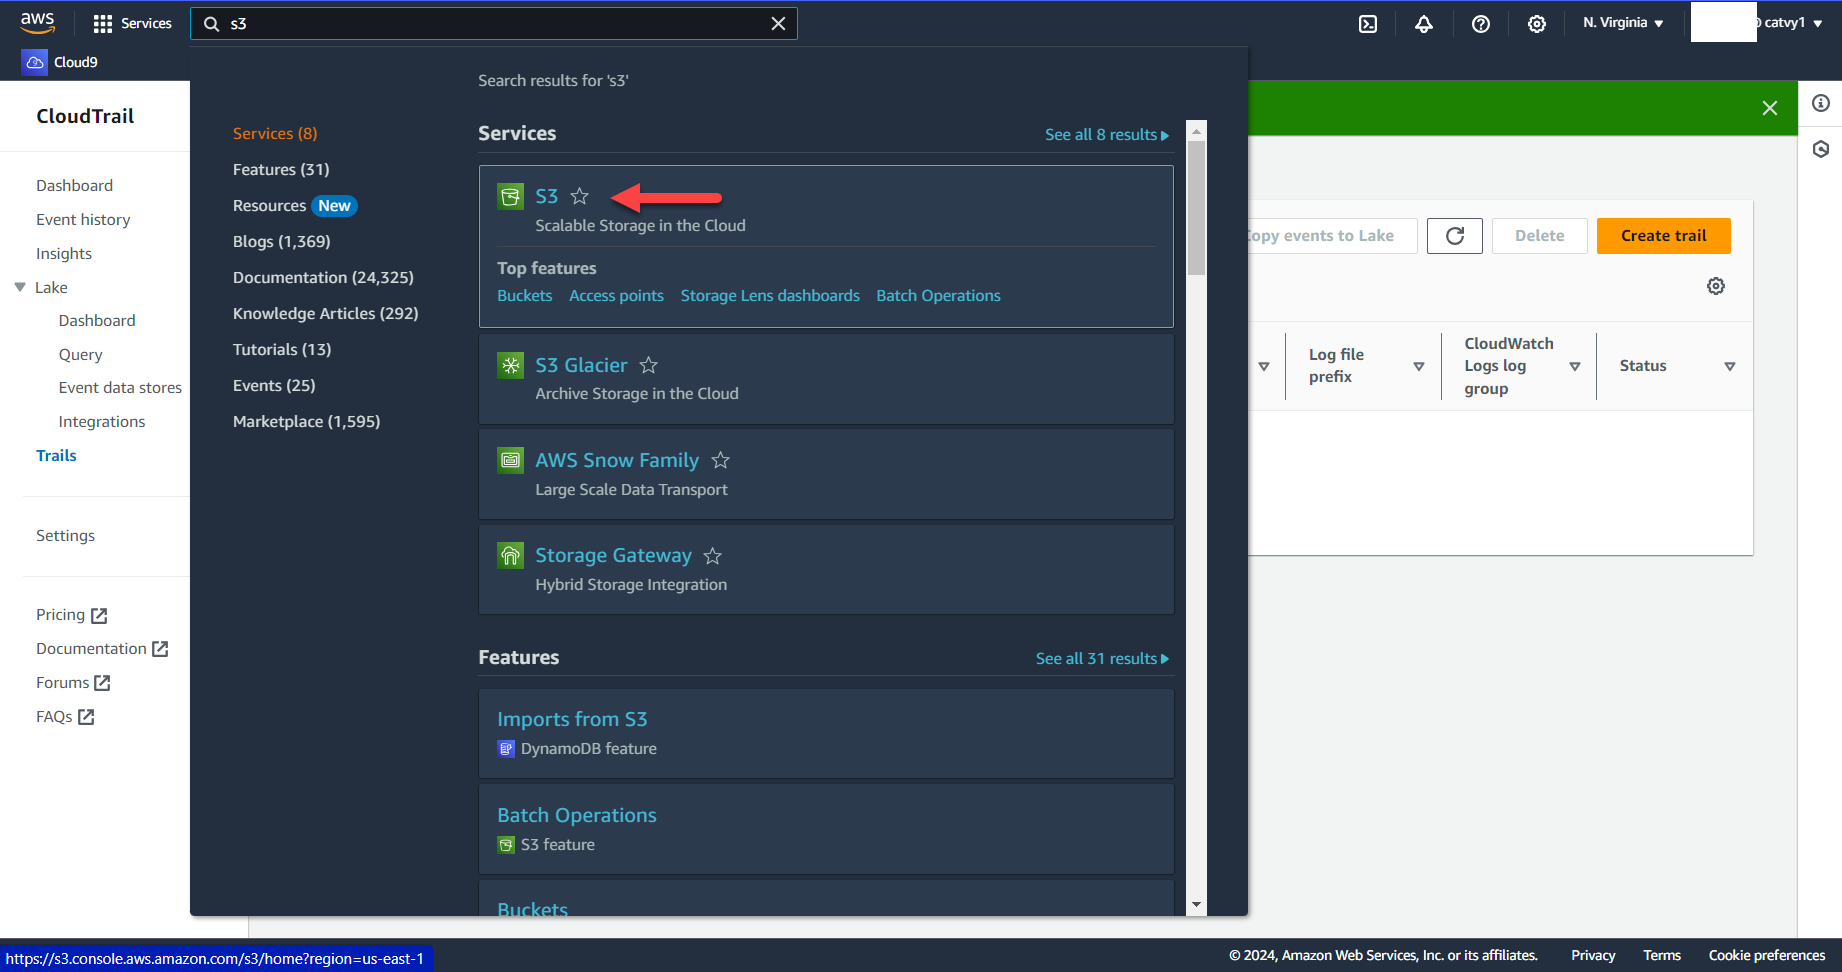 aws
Services
s3
N. Virginia
catvy1
Cloud9
CloudTrail
Dashboard
Event history
Insights
Lake
Dashboard
Query
Event data stores
Integrations
Trails
Settings
Pricing
Documentation
Forums
FAQs
Search results for 's3'
Services (8)
Features (31)
Resources New
Blogs (1,369)
Documentation (24,325)
Knowledge Articles (292)
Tutorials (13)
Events (25)
Marketplace (1,595)
Services
See all 8 results
S3
Scalable Storage in the Cloud
Top features
Buckets Access points Storage Lens dashboards Batch Operations
S3 Glacier
Archive Storage in the Cloud
AWS Snow Family
Large Scale Data Transport
Storage Gateway
Hybrid Storage Integration
Features
See all 31 results
Imports from S3
DynamoDB feature
Batch Operations
S3 feature
Buckets
opy events to Lake
Delete
Create trail
Log file
prefix
CloudWatch
Logs log
group
Status
https://s3.console.aws.amazon.com/s3/home?region=us-east-1
© 2024, Amazon Web Services, Inc. or its affiliates.
Privacy
Terms
Cookie preferences